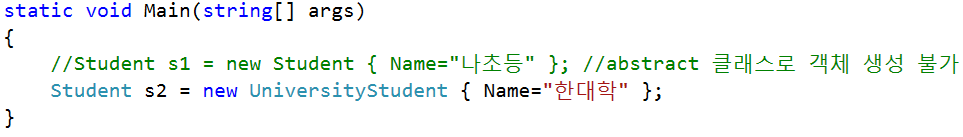 static void Main(string[] args)
{
//Student s1 = new Student { Name="나초등" }; //abstract 클래스로 객체 생성 불가
Student s2 = new UniversityStudent { Name="한대학" };
}